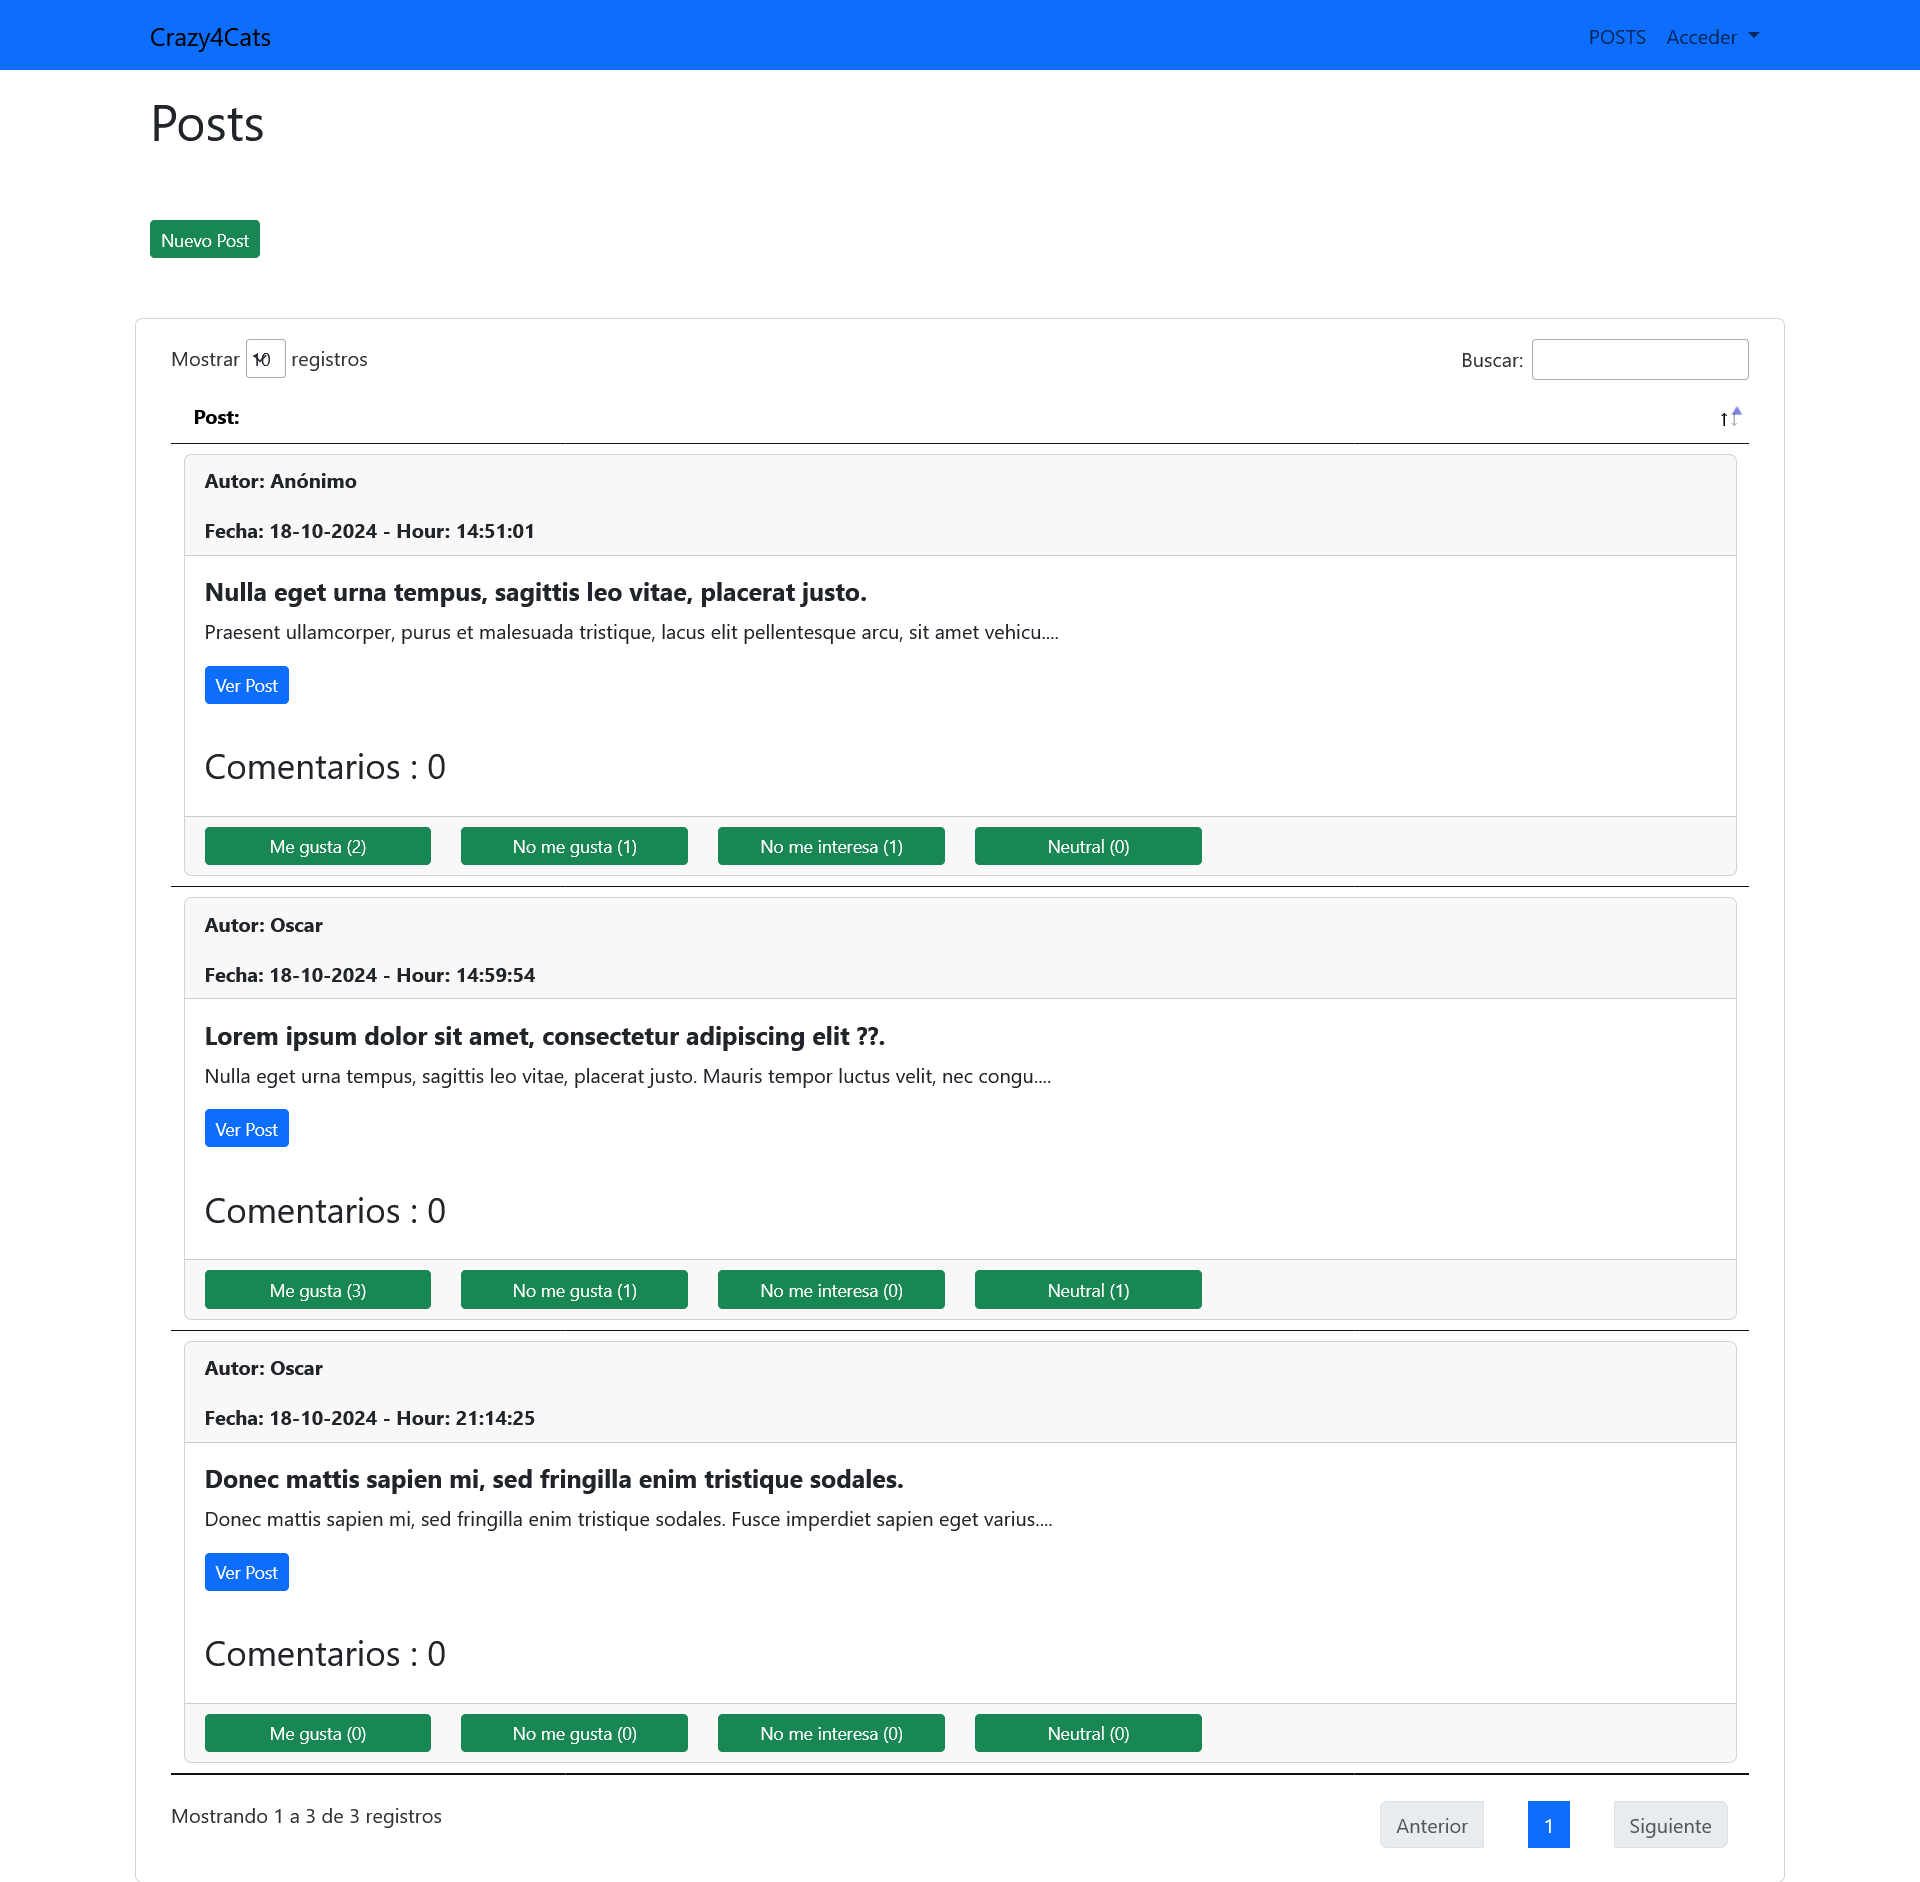 Crazy4Cats POSTS Acceder
Posts
Nuevo Post
Mostrar 10 registros Buscar:
Post:
Autor: Anónimo
Fecha: 18-10-2024 - Hour: 14:51:01
Nulla eget urna tempus, sagittis leo vitae, placerat justo.
Praesent ullamcorper, purus et malesuada tristique, lacus elit pellentesque arcu, sit amet vehicu....
Ver Post
Comentarios : 0
Me gusta (2) No me gusta (1) No me interesa (1) Neutral (0)
Autor: Oscar
Fecha: 18-10-2024 - Hour: 14:59:54
Lorem ipsum dolor sit amet, consectetur adipiscing elit ??.
Nulla eget urna tempus, sagittis leo vitae, placerat justo. Mauris tempor luctus velit, nec congu....
Ver Post
Comentarios : 0
Me gusta (3) No me gusta (1) No me interesa (0) Neutral (1)
Autor: Oscar
Fecha: 18-10-2024 - Hour: 21:14:25
Donec mattis sapien mi, sed fringilla enim tristique sodales.
Donec mattis sapien mi, sed fringilla enim tristique sodales. Fusce imperdiet sapien eget varius....
Ver Post
Comentarios : 0
Me gusta (0) No me gusta (0) No me interesa (0) Neutral (0)
Mostrando 1 a 3 de 3 registros Anterior 1 Siguiente